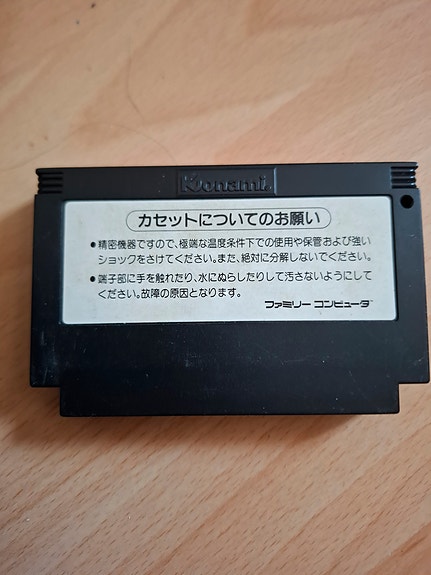 Konami
カセットについてのお願い
●精密機器ですので、極端な温度条件下での使用や保管および強い
ショックをさけてください。また、絶対に分解しないでください。
●端子部に手を触れたり、水にぬらしたりして汚さないようにして
ください。故障の原因となります。
ファミリー コンピュータ